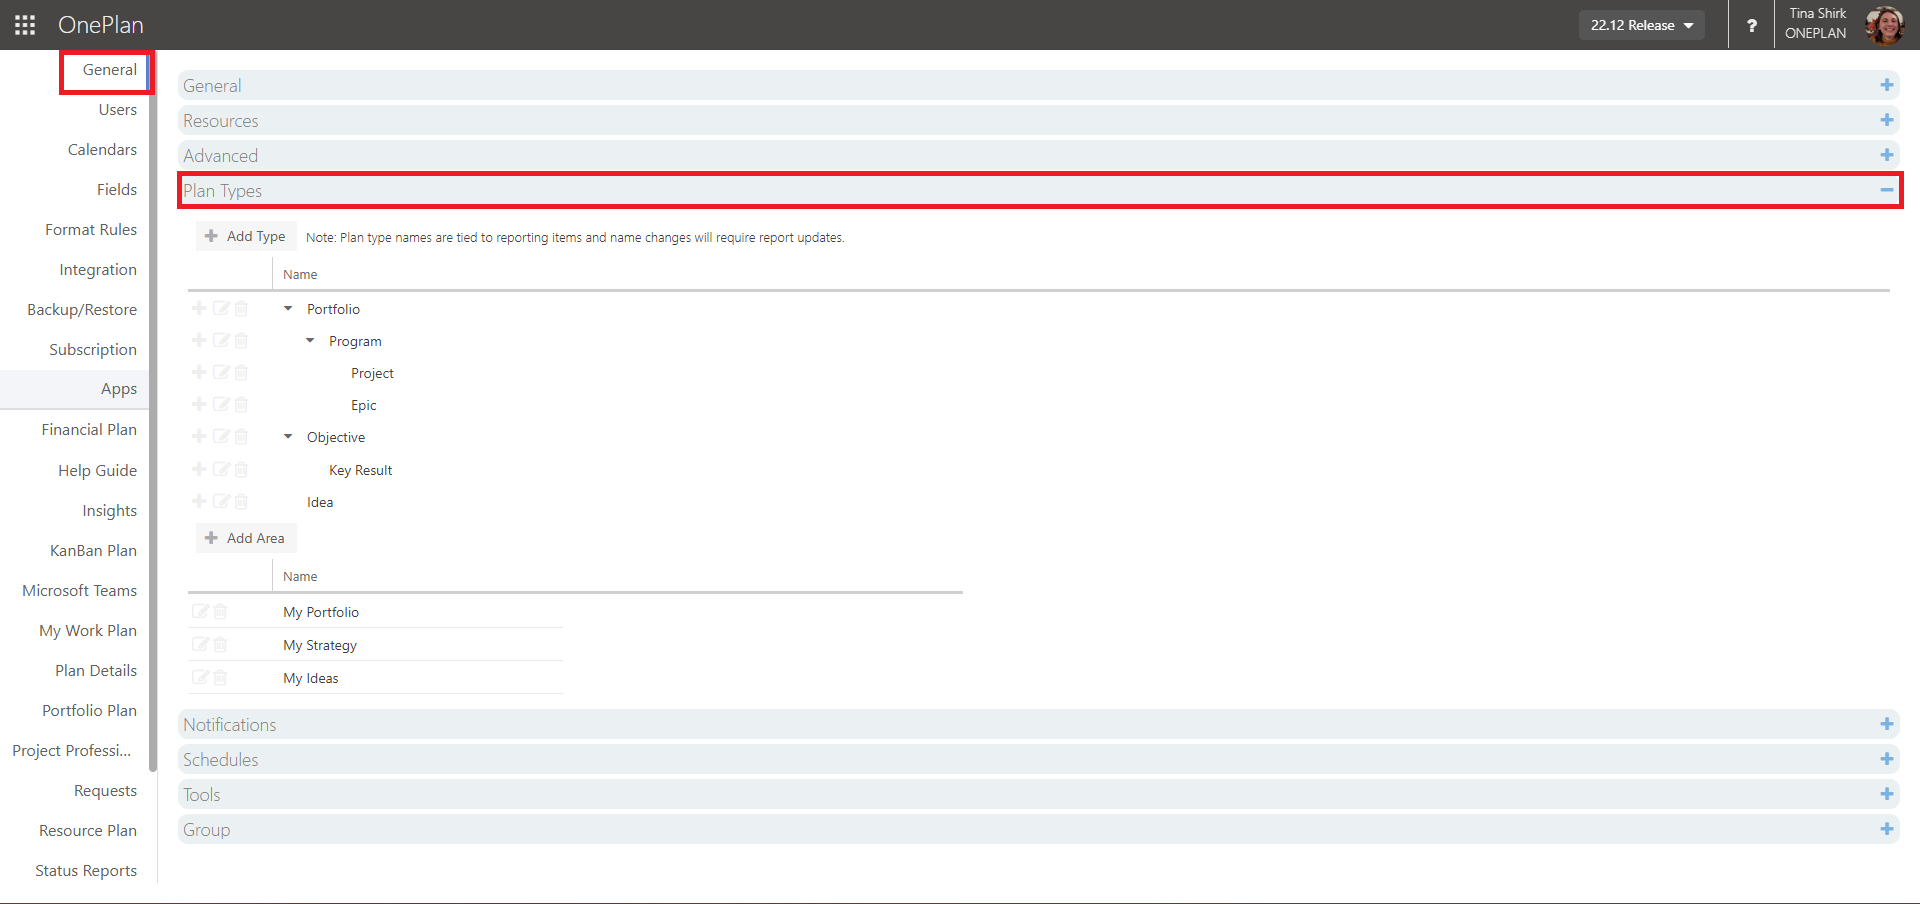 OnePlan
22.12 Release
?
Tina Shirk
ONEPLAN
General
Users
Calendars
Fields
Format Rules
Integration
Backup/Restore
Subscription
Apps
Financial Plan
Help Guide
Insights
KanBan Plan
Microsoft Teams
My Work Plan
Plan Details
Portfolio Plan
Project Professi...
Requests
Resource Plan
Status Reports
General
Resources
Advanced
Plan Types
Add Type Note: Plan type names are tied to reporting items and name changes will require report updates.
Name
Portfolio
Program
Project
Epic
Objective
Key Result
Idea
Add Area
Name
My Portfolio
My Strategy
My Ideas
Notifications
Schedules
Tools
Group